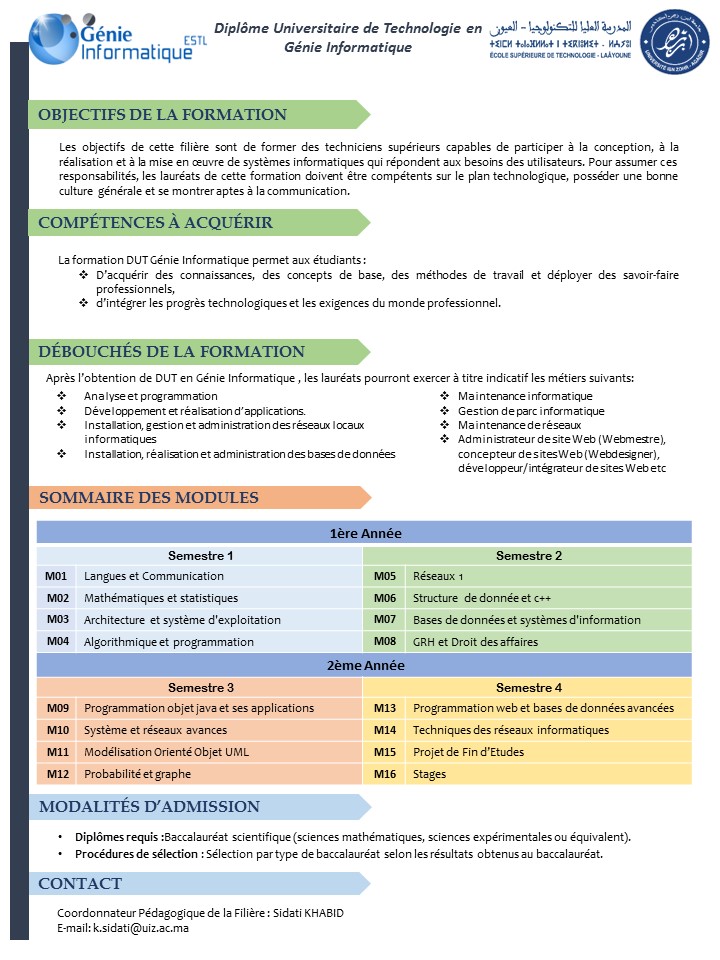 Génie
Informatique ESTL
Diplôme Universitaire de Technologie en
Génie Informatique
المدرسة العليا للتكنولوجيا - العيون
ECOLE SUPÉRIEURE DE TECHNOLOGIE - LAÂYOUNE
UNIVERSITE IBN ZOHR - AGADIR
OBJECTIFS DE LA FORMATION
Les objectifs de cette filière sont de former des techniciens supérieurs capables de participer à la conception, à la
réalisation et à la mise en œuvre de systèmes informatiques qui répondent aux besoins des utilisateurs. Pour assumer ces
responsabilités, les lauréats de cette formation doivent être compétents sur le plan technologique, posséder une bonne
culture générale et se montrer aptes à la communication.
COMPÉTENCES À ACQUÉRIR
La formation DUT Génie Informatique permet aux étudiants :
❖ D'acquérir des connaissances, des concepts de base, des méthodes de travail et déployer des savoir-faire
professionnels,
❖ d'intégrer les progrès technologiques et les exigences du monde professionnel.
DÉBOUCHÉS DE LA FORMATION
Après l'obtention de DUT en Génie Informatique , les lauréats pourront exercer à titre indicatif les métiers suivants:
❖ Analyse et programmation
❖ Développement et réalisation d'applications.
❖ Installation, gestion et administration des réseaux locaux
informatiques
❖ Installation, réalisation et administration des bases de données
❖ Maintenance informatique
❖ Gestion de parc informatique
❖ Maintenance de réseaux
❖ Administrateur de site Web (Webmestre),
concepteur de sites Web (Webdesigner),
développeur/intégrateur de sites Web etc
SOMMAIRE DES MODULES
1ère Année
Semestre 1 Semestre 2
M01 Langues et Communication M05 Réseaux 1
M02 Mathématiques et statistiques M06 Structure de donnée et c++
M03 Architecture et système d'exploitation M07 Bases de données et systèmes d'information
M04 Algorithmique et programmation M08 GRH et Droit des affaires
2ème Année
Semestre 3 Semestre 4
M09 Programmation objet java et ses applications M13 Programmation web et bases de données avancées
M10 Système et réseaux avances M14 Techniques des réseaux informatiques
M11 Modélisation Orienté Objet UML M15 Projet de Fin d'Etudes
M12 Probabilité et graphe M16 Stages
MODALITÉS D'ADMISSION
• Diplômes requis :Baccalauréat scientifique (sciences mathématiques, sciences expérimentales ou équivalent).
• Procédures de sélection : Sélection par type de baccalauréat selon les résultats obtenus au baccalauréat.
CONTACT
Coordonnateur Pédagogique de la Filière : Sidati KHABID
E-mail: k.sidati@uiz.ac.ma